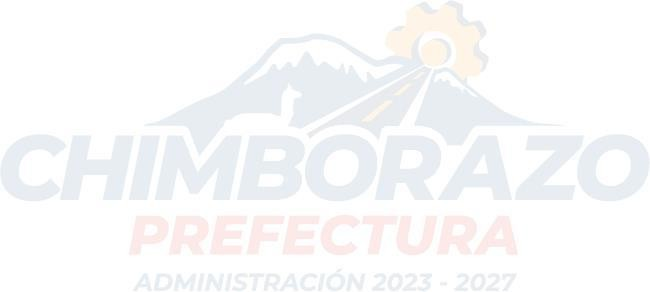 CHIMBORAZO
PREFECTURA
ADMINISTRACIÓN 2023 - 2027